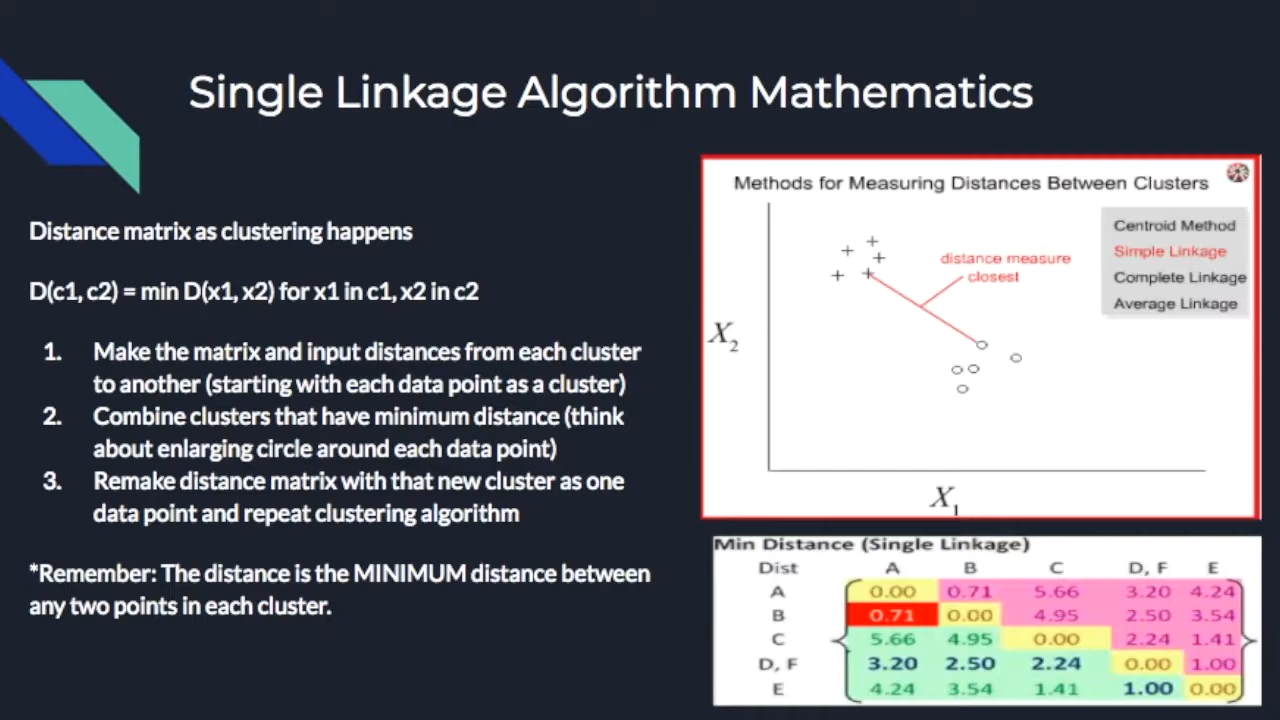 Single Linkage Algorithm Mathematics
Distance matrix as clustering happens
D(c1, c2) = min D(x1, x2) for x1 in c1, x2 in c2
1. Make the matrix and input distances from each cluster
to another (starting with each data point as a cluster)
2. Combine clusters that have minimum distance (think
about enlarging circle around each data point)
3. Remake distance matrix with that new cluster as one
data point and repeat clustering algorithm
*Remember: The distance is the MINIMUM distance between
any two points in each cluster.
Methods for Measuring Distances Between Clusters
Centroid Method
Simple Linkage
Complete Linkage
Average Linkage
distance measure
closest
X2
X1
Min Distance (Single Linkage)
Dist A B C D, F E
A 0.00 0.71 5.66 3.20 4.24
B 0.71 0.00 4.95 2.50 3.54
C 5.66 4.95 0.00 2.24 1.41
D, F 3.20 2.50 2.24 0.00 1.00
E 4.24 3.54 1.41 1.00 0.00